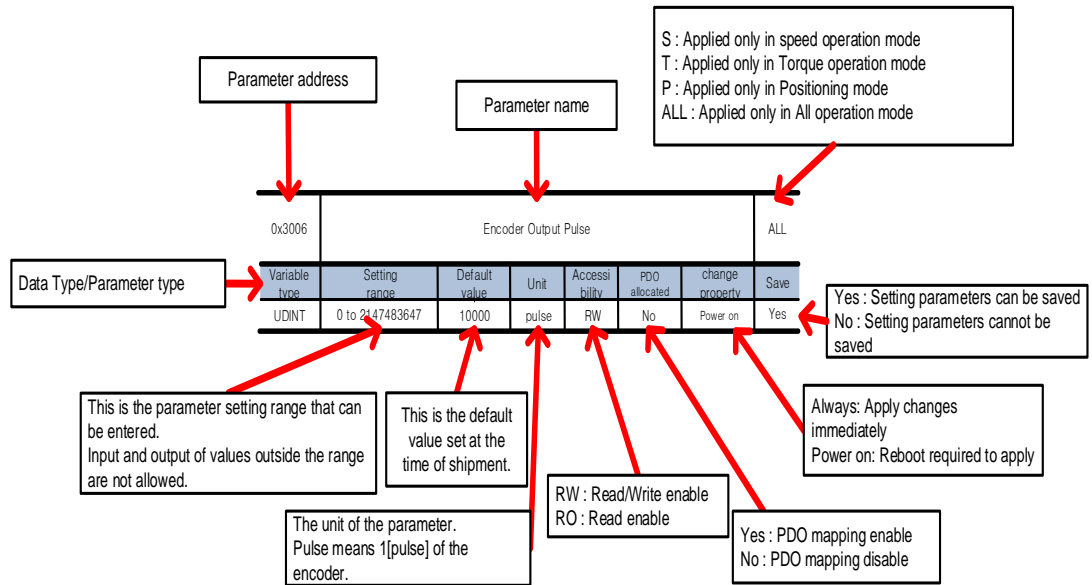 S : Applied only in speed operation mode
T : Applied only in Torque operation mode
P : Applied only in Positioning mode
ALL : Applied only in All operation mode
Parameter address
Parameter name
0x3006
Encoder Output Pulse
ALL
Data Type/Parameter type
Variable type
Setting range
Default value
Unit
Accessi bility
PDO allocated
change property
Save
UDINT
0 to 2147483647
10000
pulse
RW
No
Power on
Yes
Yes : Setting parameters can be saved
No : Setting parameters cannot be
saved
This is the parameter setting range that can
be entered.
Input and output of values outside the range
are not allowed.
This is the default
value set at the
time of shipment.
Always: Apply changes
immediately
Power on: Reboot required to apply
RW : Read/Write enable
RO : Read enable
The unit of the parameter.
Pulse means 1[pulse] of the
encoder.
Yes : PDO mapping enable
No : PDO mapping disable